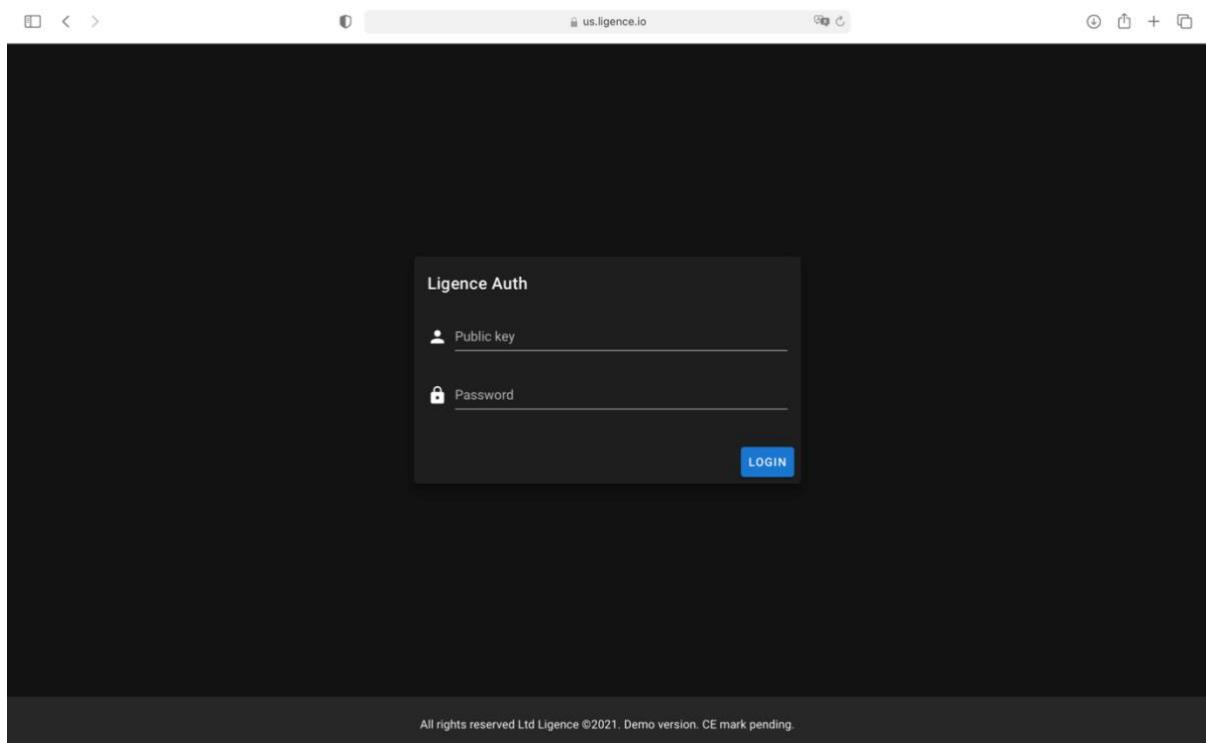 us.ligence.io
Ligence Auth
Public key
Password
LOGIN
All rights reserved Ltd Ligence ©2021. Demo version. CE mark pending.